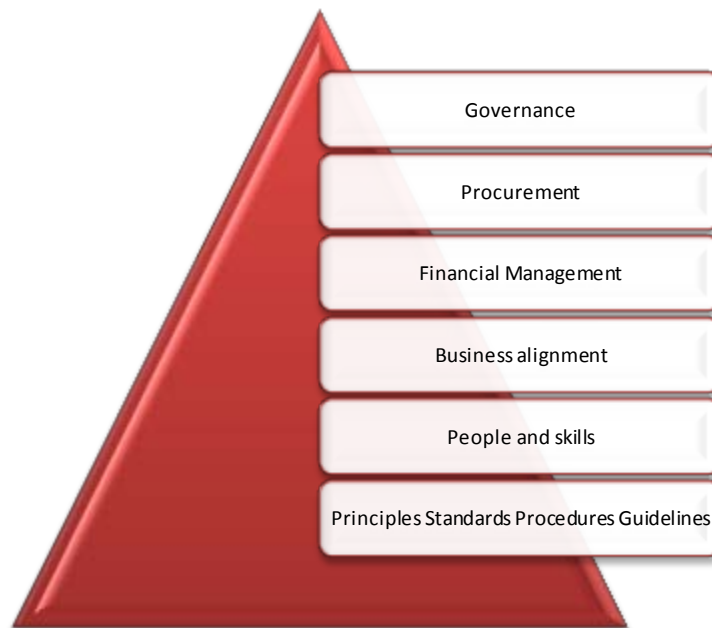 Governance
Procurement
Financial Management
Business alignment
People and skills
Principles Standards Procedures Guidelines